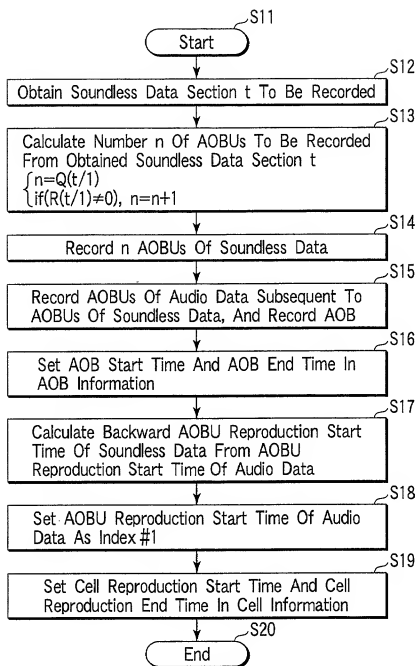 S11
Start
S12
Obtain Soundless Data Section t To Be Recorded
S13
Calculate Number n Of AOBUs To Be Recorded
From Obtained Soundless Data Section t
{n=Q(t/1)
if(R(t/1)≠0), n=n+1
S14
Record n AOBUs Of Soundless Data
S15
Record AOBUs Of Audio Data Subsequent To
AOBUs Of Soundless Data, And Record AOB
S16
Set AOB Start Time And AOB End Time In
AOB Information
S17
Calculate Backward AOBU Reproduction Start
Time Of Soundless Data From AOBU
Reproduction Start Time Of Audio Data
S18
Set AOBU Reproduction Start Time Of Audio
Data As Index #1
S19
Set Cell Reproduction Start Time And Cell
Reproduction End Time In Cell Information
S20
End